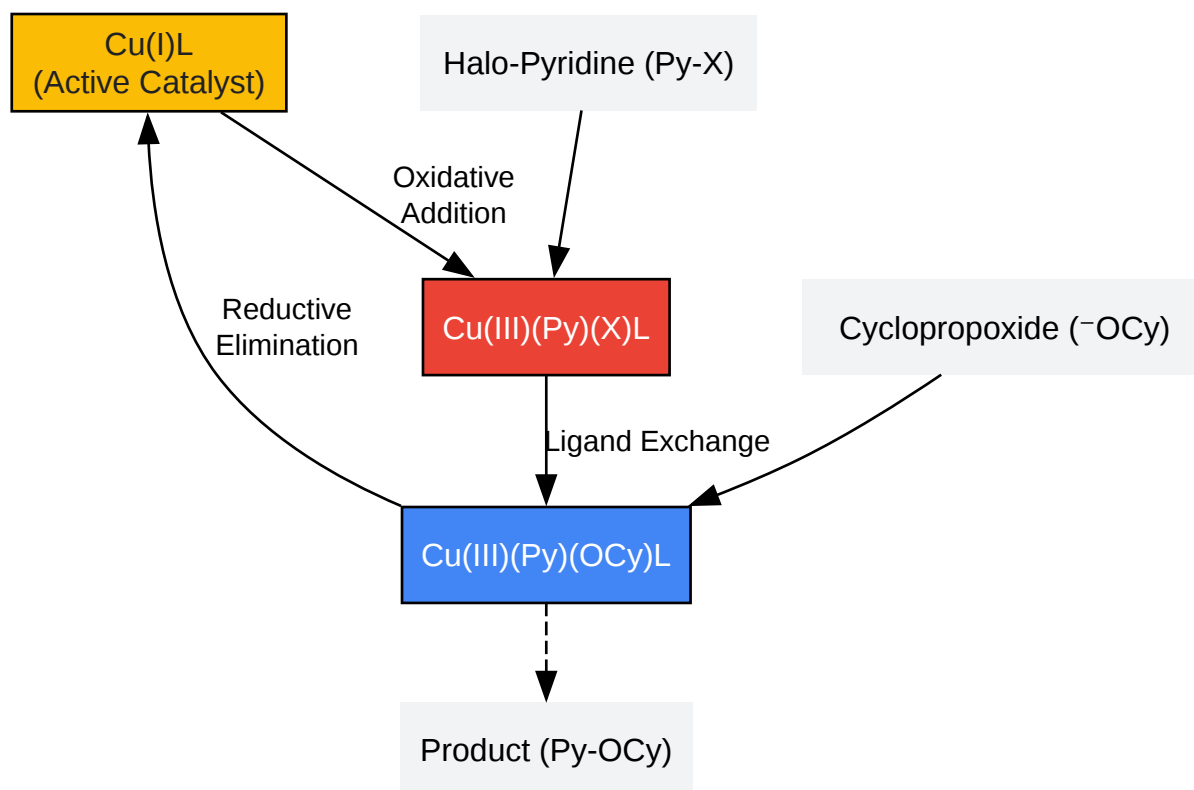 Cu(I)L
(Active Catalyst)
Halo-Pyridine (Py-X)
Oxidative
Addition
Reductive
Elimination
Cu(III)(Py)(X)L
Cyclopropoxide (⁻OCy)
Ligand Exchange
Cu(III)(Py)(OCy)L
Product (Py-OCy)